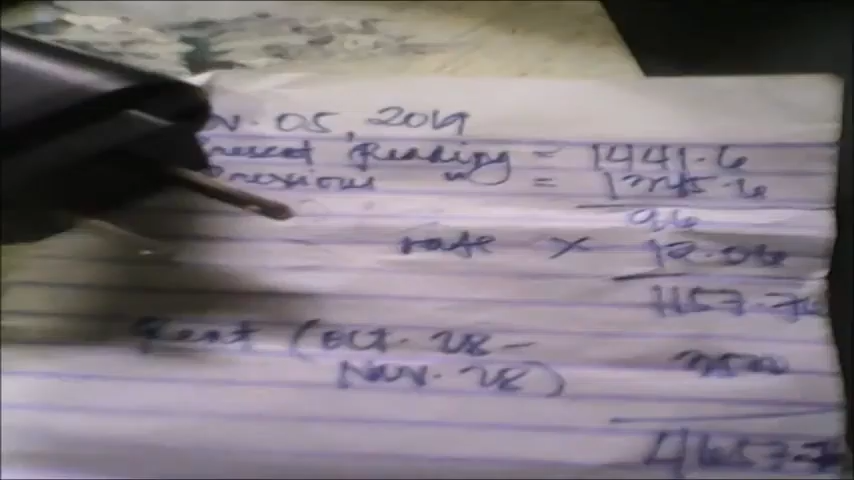 v. 05, 2019
Present Reading = 1441.6
Previous " = 1345.6
96
rate x 12.06
1157.76
Rent (Oct. 28 - 3500
Nov. 28)
4657.7